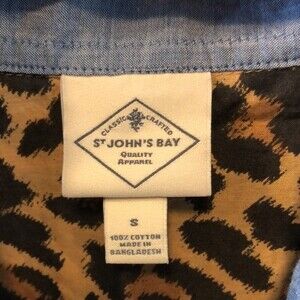 CLASSIC CRAFTED
ST JOHN'S BAY
QUALITY
APPAREL
S
100% COTTON
MADE IN
BANGLADESH